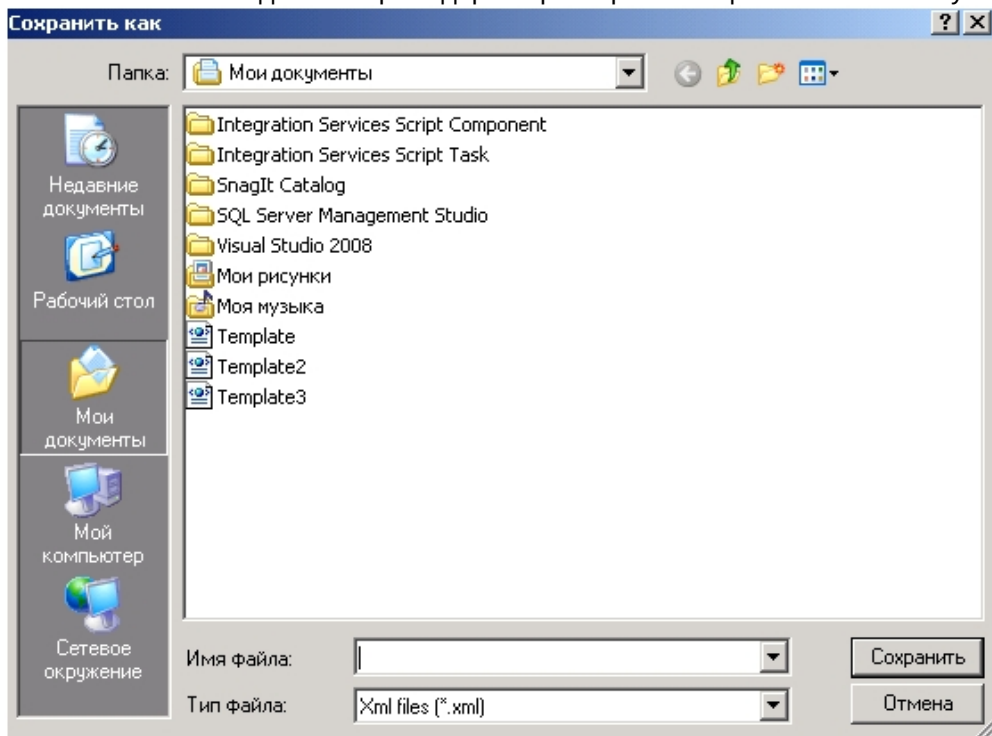 Сохранить как
Папка:
Мои документы
Недавние
документы
Рабочий стол
Мои
документы
Мой
компьютер
Сетевое
окружение
Integration Services Script Component
Integration Services Script Task
SnagIt Catalog
SQL Server Management Studio
Visual Studio 2008
Мои рисунки
Моя музыка
Template
Template2
Template3
Имя файла:
Сохранить
Тип файла:
Xml files (*.xml)
Отмена